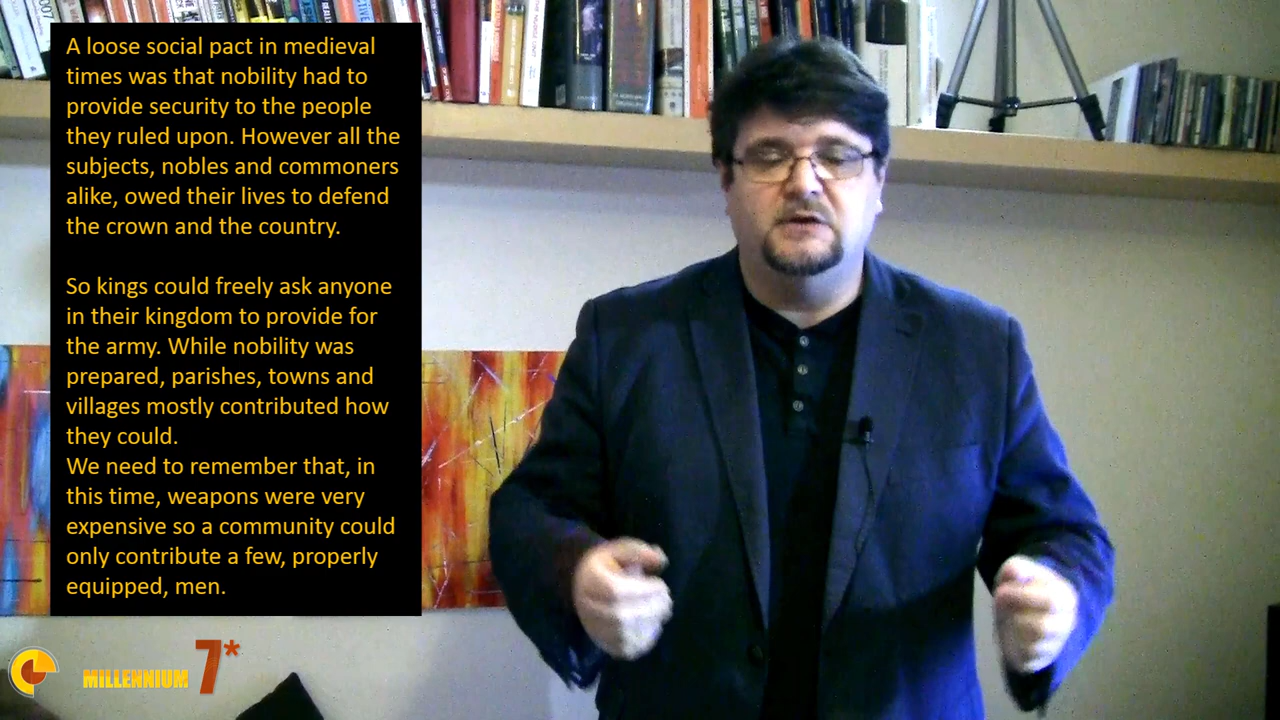 A loose social pact in medieval
times was that nobility had to
provide security to the people
they ruled upon. However all the
subjects, nobles and commoners
alike, owed their lives to defend
the crown and the country.
So kings could freely ask anyone
in their kingdom to provide for
the army. While nobility was
prepared, parishes, towns and
villages mostly contributed how
they could.
We need to remember that, in
this time, weapons were very
expensive so a community could
only contribute a few, properly
equipped, men.
MILLENNIUM 7*